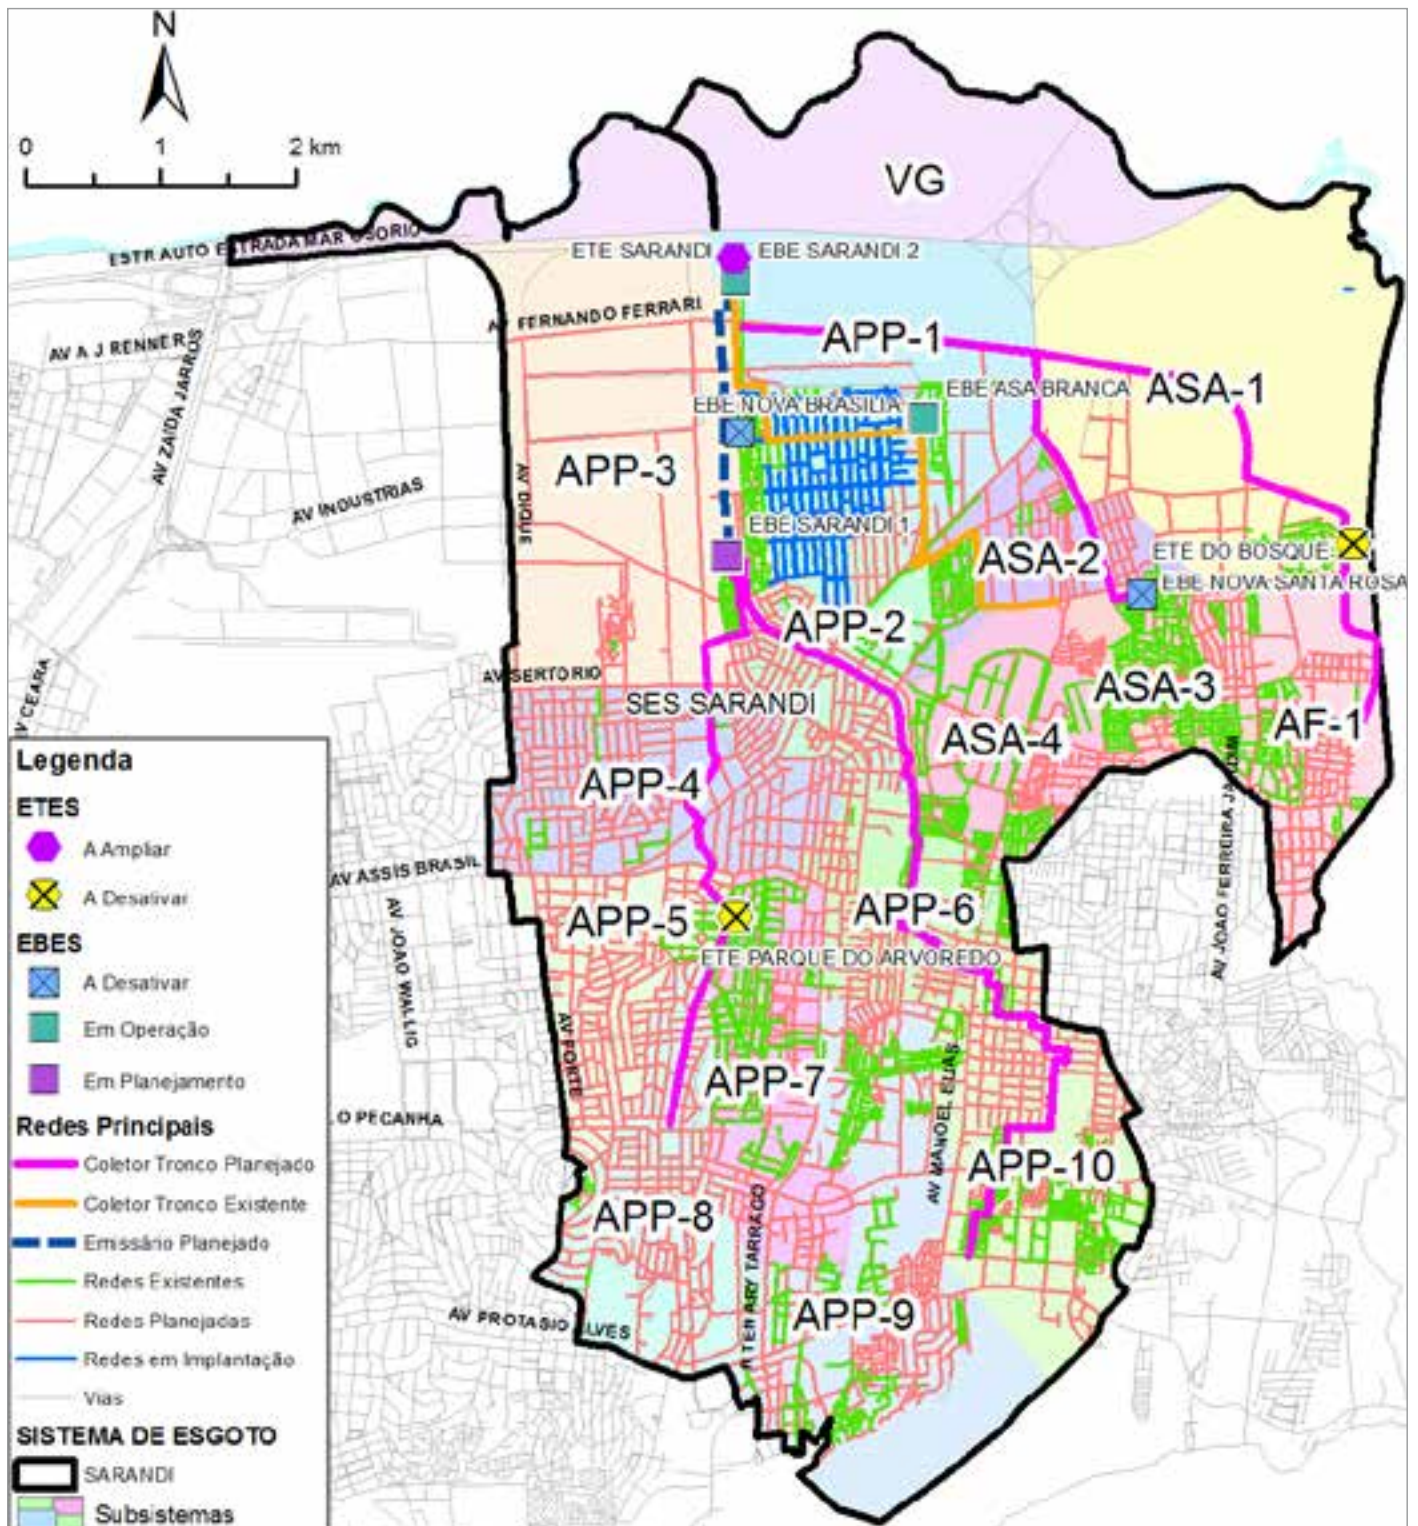 N
0 1 2 km
VG
ESTR AUTO ESTRADA MAR OSORIO
ETE SARANDI
EBE SARANDI 2
AV FERNANDO FERRARI
AV A J RENNER
APP-1
AV ZAIDA JARROS
ASA-1
EBE ASA BRANCA
EBE NOVA BRASILIA
APP-3
AV DIQUE
AV INDUSTRIAS
EBE SARANDI 1
ASA-2
ETE DO BOSQUE
EBE NOVA SANTA ROSA
APP-2
AV CEARA
AV SERTORIO
SES SARANDI
ASA-3
ASA-4
AF-1
APP-4
AV ASSIS BRASIL
AV JOAO WALLIG
AV JOAO FERREIRA JARDIM
APP-5
APP-6
ETE PARQUE DO ARVOREDO
AV FORTE
APP-7
AV MANOEL ELIAS
O PECANHA
APP-10
APP-8
TARRAGO
AV PROTASIO ALVES
APP-9
Legenda
ETES
A Ampliar
A Desativar
EBES
A Desativar
Em Operação
Em Planejamento
Redes Principais
Coletor Tronco Planejado
Coletor Tronco Existente
Emissário Planejado
Redes Existentes
Redes Planejadas
Redes em Implantação
Vias
SISTEMA DE ESGOTO
SARANDI
Subsistemas